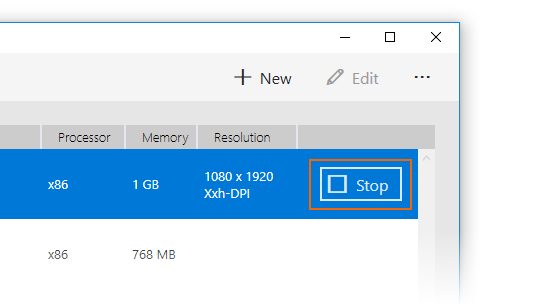 New
Edit
...
Processor Memory Resolution
x86 1 GB 1080 x 1920
Xxh-DPI
Stop
x86 768 MB